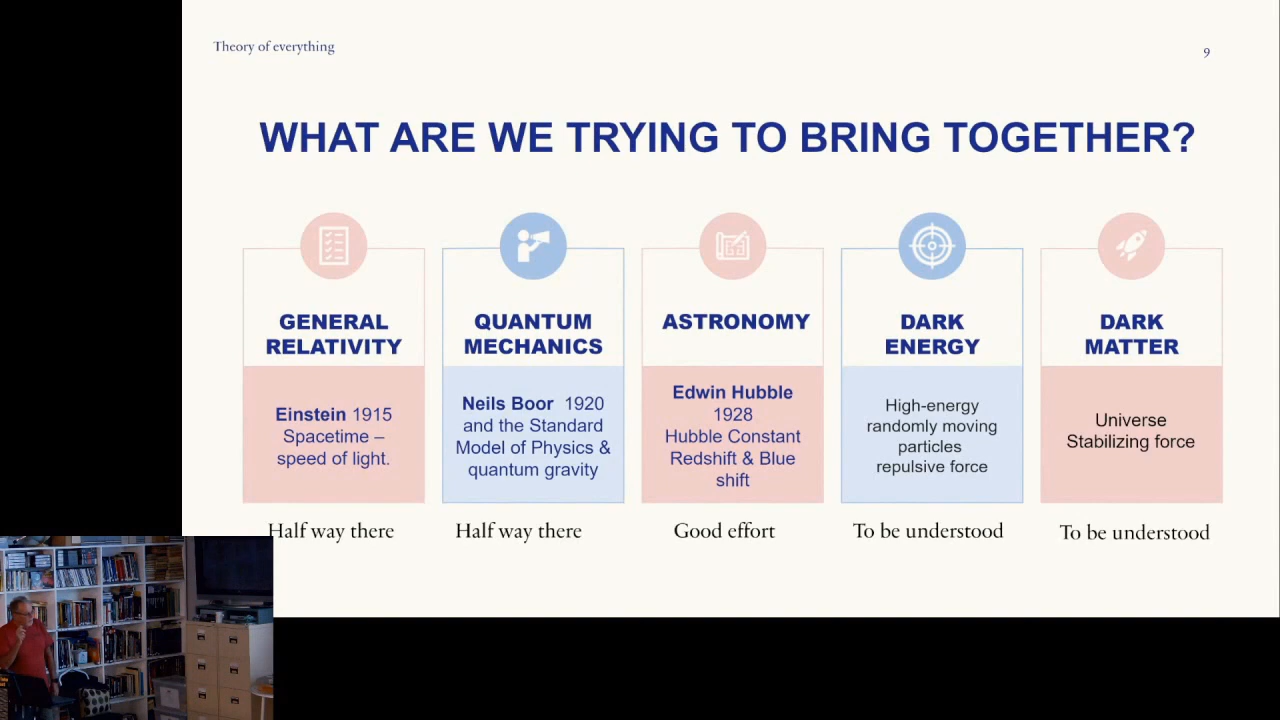 Theory of everything
9
WHAT ARE WE TRYING TO BRING TOGETHER?
GENERAL
RELATIVITY
Einstein 1915
Spacetime –
speed of light.
Half way there
QUANTUM
MECHANICS
Neils Boor 1920
and the Standard
Model of Physics &
quantum gravity
Half way there
ASTRONOMY
Edwin Hubble
1928
Hubble Constant
Redshift & Blue
shift
Good effort
DARK
ENERGY
High-energy
randomly moving
particles
repulsive force
To be understood
DARK
MATTER
Universe
Stabilizing force
To be understood